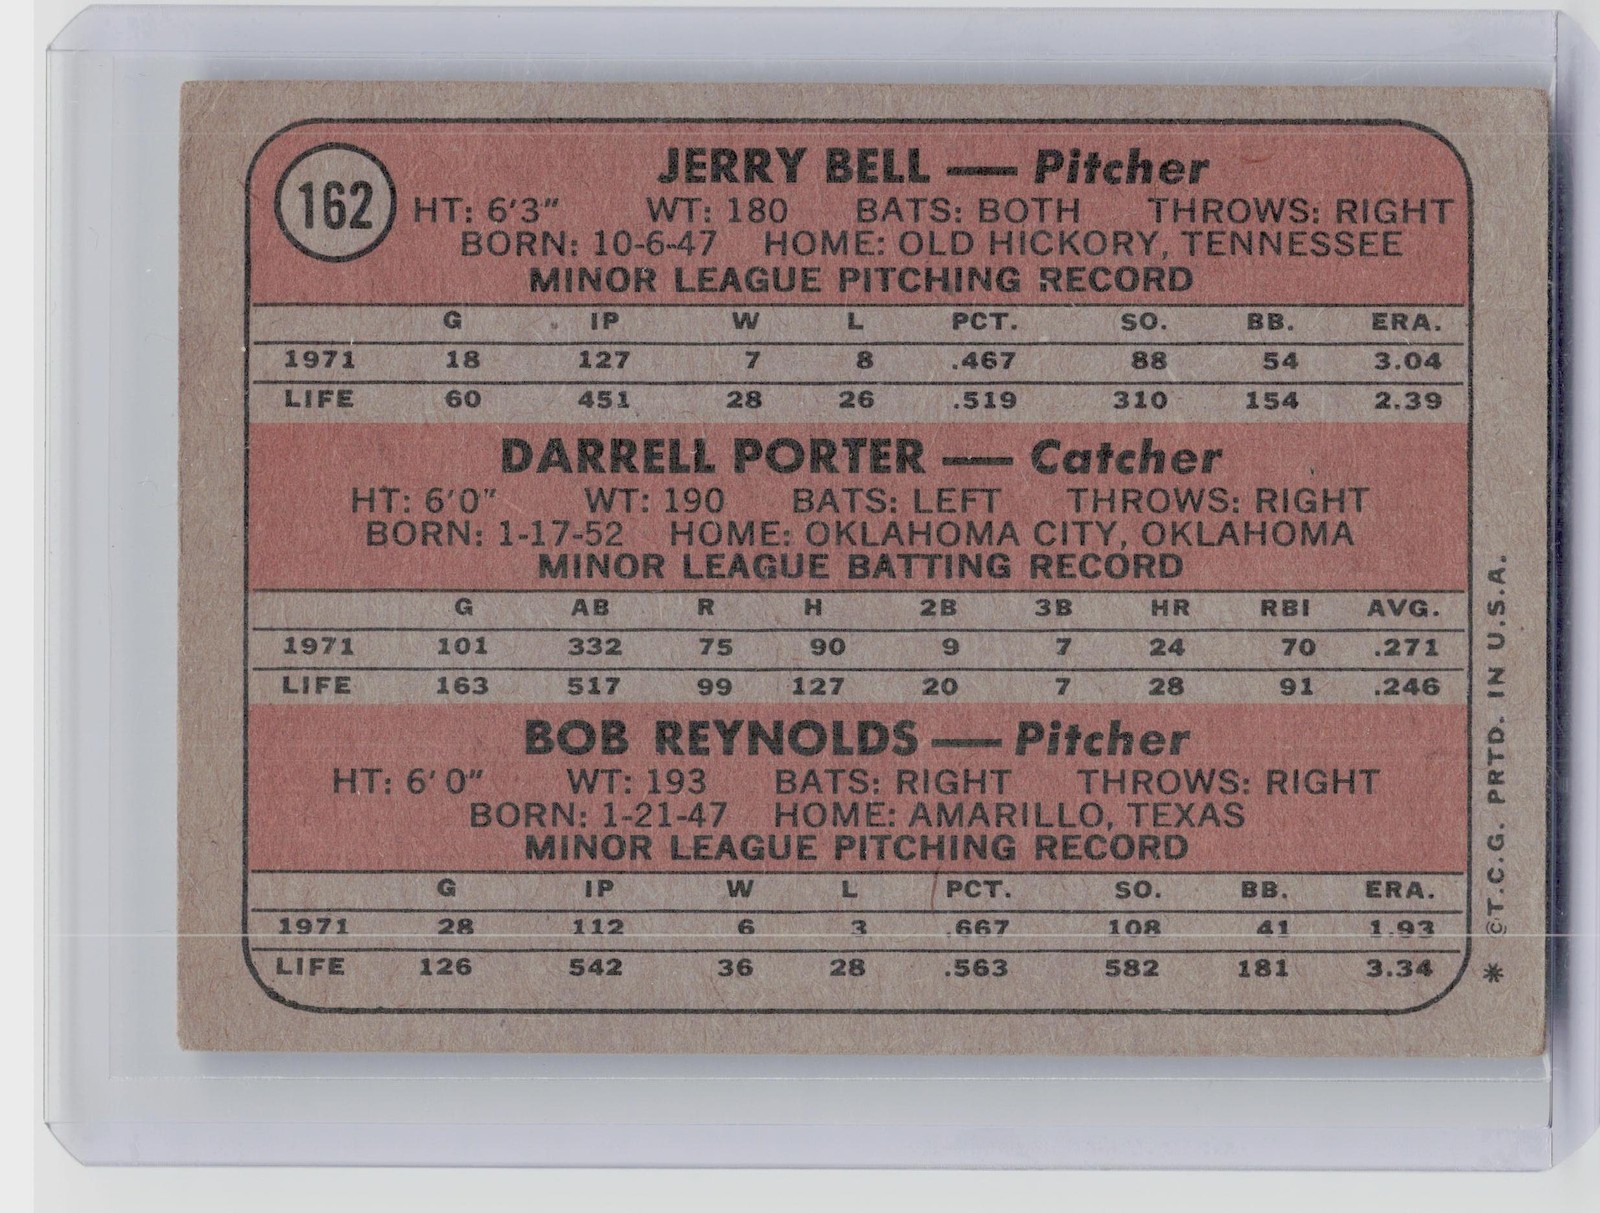 162
JERRY BELL — Pitcher
HT: 6'3" WT: 180 BATS: BOTH THROWS: RIGHT
BORN: 10-6-47 HOME: OLD HICKORY, TENNESSEE
MINOR LEAGUE PITCHING RECORD
G IP W L PCT. SO. BB. ERA.
1971 18 127 7 8 .467 88 54 3.04
LIFE 60 451 28 26 .519 310 154 2.39
DARRELL PORTER — Catcher
HT: 6'0" WT: 190 BATS: LEFT THROWS: RIGHT
BORN: 1-17-52 HOME: OKLAHOMA CITY, OKLAHOMA
MINOR LEAGUE BATTING RECORD
G AB R H 2B 3B HR RBI AVG.
1971 101 332 75 90 9 7 24 70 .271
LIFE 163 517 99 127 20 7 28 91 .246
BOB REYNOLDS — Pitcher
HT: 6'0" WT: 193 BATS: RIGHT THROWS: RIGHT
BORN: 1-21-47 HOME: AMARILLO, TEXAS
MINOR LEAGUE PITCHING RECORD
G IP W L PCT. SO. BB. ERA.
1971 28 112 6 3 .667 108 41 1.93
LIFE 126 542 36 28 .563 582 181 3.34
* ©T.C.G. PRTD. IN U.S.A.